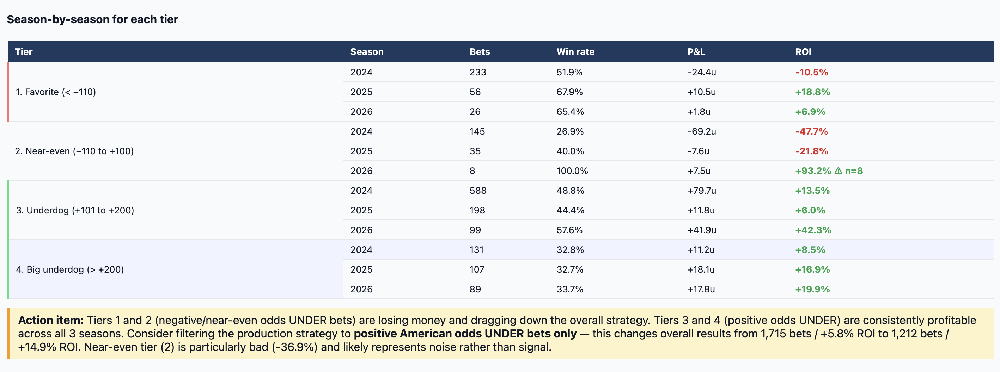 Season-by-season for each tier
Tier Season Bets Win rate P&L ROI
1. Favorite (< −110)
2024 233 51.9% -24.4u -10.5%
2025 56 67.9% +10.5u +18.8%
2026 26 65.4% +1.8u +6.9%
2. Near-even (−110 to +100)
2024 145 26.9% -69.2u -47.7%
2025 35 40.0% -7.6u -21.8%
2026 8 100.0% +7.5u +93.2% ⚠ n=8
3. Underdog (+101 to +200)
2024 588 48.8% +79.7u +13.5%
2025 198 44.4% +11.8u +6.0%
2026 99 57.6% +41.9u +42.3%
4. Big underdog (> +200)
2024 131 32.8% +11.2u +8.5%
2025 107 32.7% +18.1u +16.9%
2026 89 33.7% +17.8u +19.9%
Action item: Tiers 1 and 2 (negative/near-even odds UNDER bets) are losing money and dragging down the overall strategy. Tiers 3 and 4 (positive odds UNDER) are consistently profitable
across all 3 seasons. Consider filtering the production strategy to positive American odds UNDER bets only — this changes overall results from 1,715 bets / +5.8% ROI to 1,212 bets /
+14.9% ROI. Near-even tier (2) is particularly bad (-36.9%) and likely represents noise rather than signal.